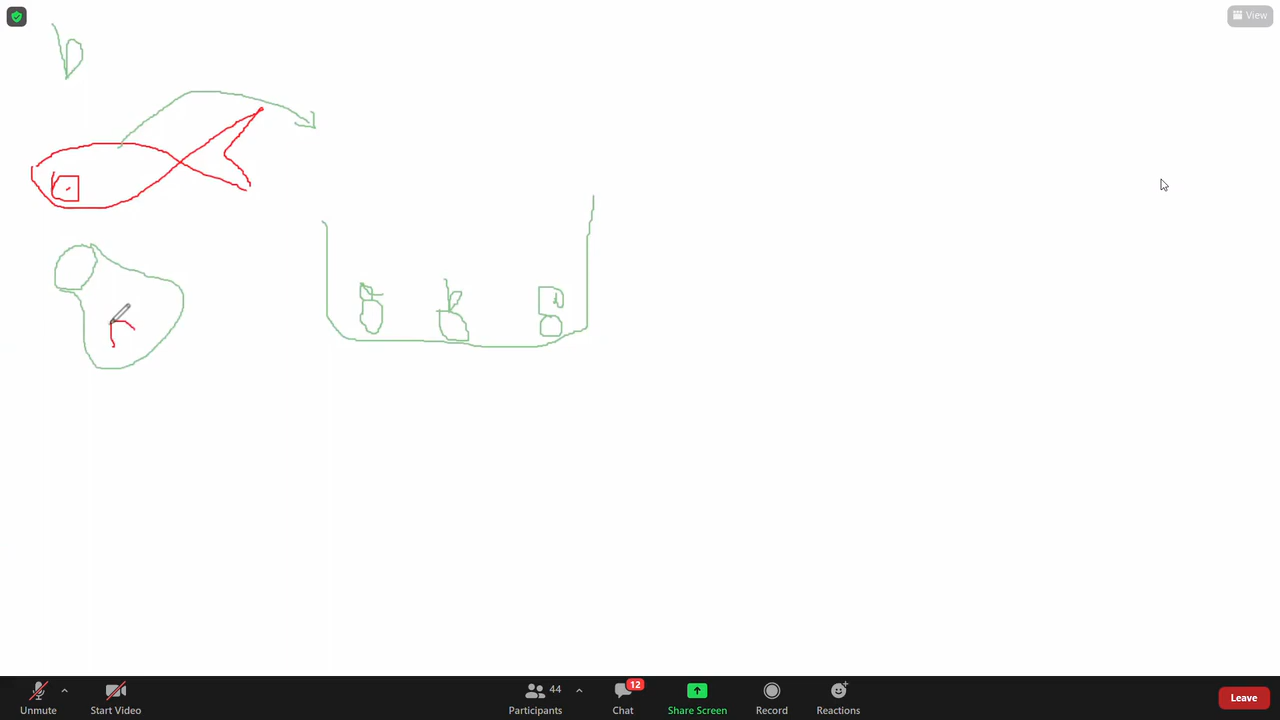 View
b
Unmute
Start Video
Participants
44
Chat
12
Share Screen
Record
Reactions
Leave